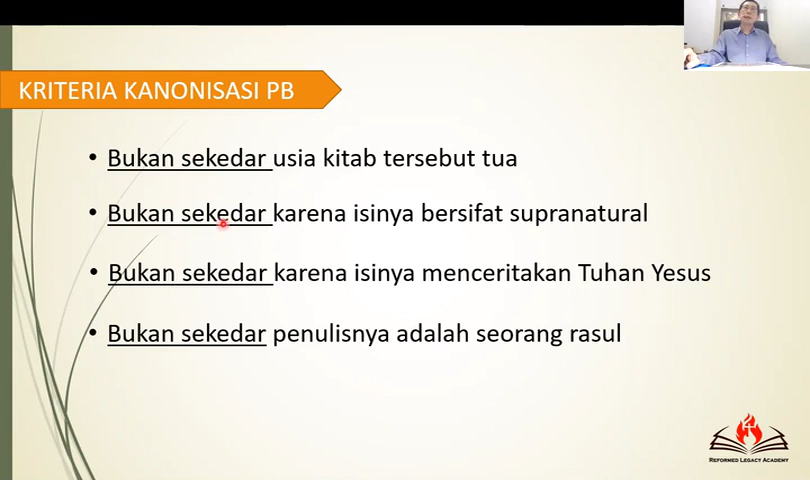 KRITERIA KANONISASI PB
• Bukan sekedar usia kitab tersebut tua
• Bukan sekedar karena isinya bersifat supranatural
• Bukan sekedar karena isinya menceritakan Tuhan Yesus
• Bukan sekedar penulisnya adalah seorang rasul
REFORMED LEGACY ACADEMY